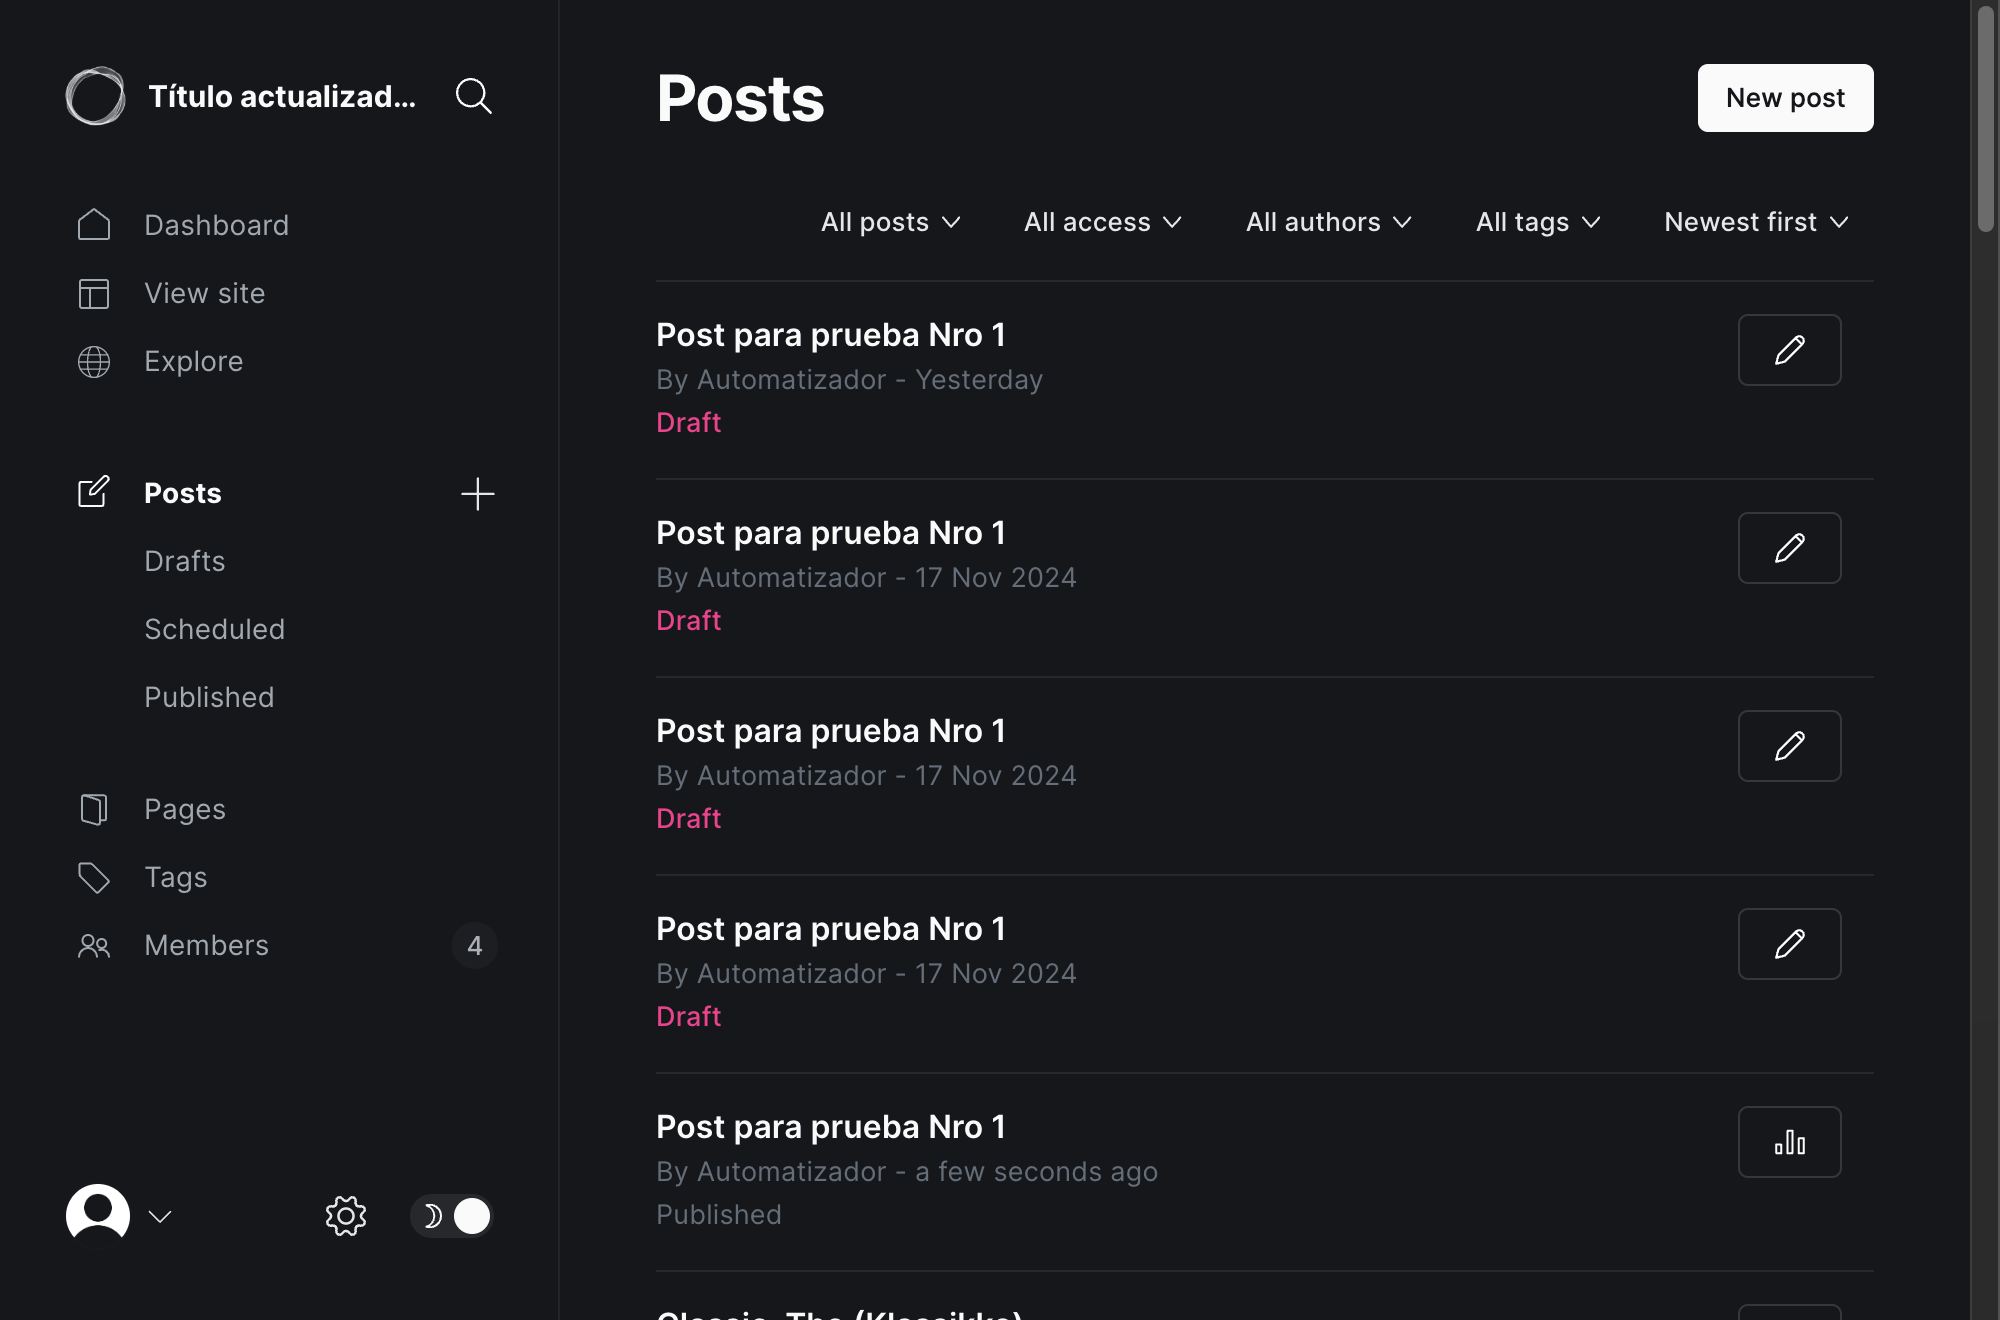 Título actualizad...
Dashboard
View site
Explore
Posts
Drafts
Scheduled
Published
Pages
Tags
Members 4
Posts
New post
All posts All access All authors All tags Newest first
Post para prueba Nro 1
By Automatizador - Yesterday
Draft
Post para prueba Nro 1
By Automatizador - 17 Nov 2024
Draft
Post para prueba Nro 1
By Automatizador - 17 Nov 2024
Draft
Post para prueba Nro 1
By Automatizador - 17 Nov 2024
Draft
Post para prueba Nro 1
By Automatizador - a few seconds ago
Published
Classic, The (Klassikko)